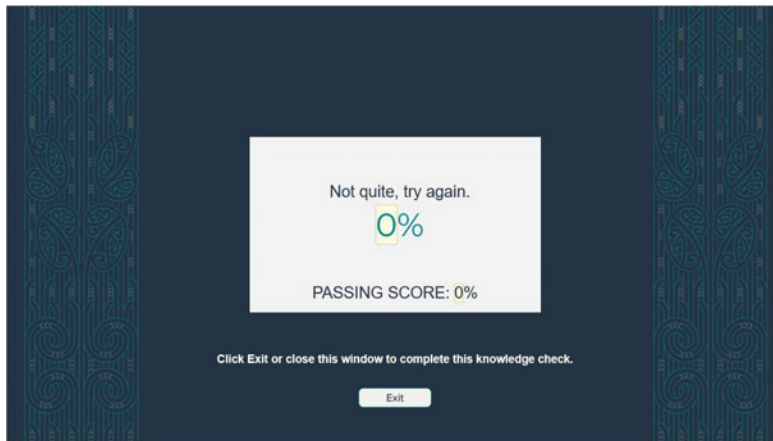 Not quite, try again.
0%
PASSING SCORE: 0%
Click Exit or close this window to complete this knowledge check.
Exit